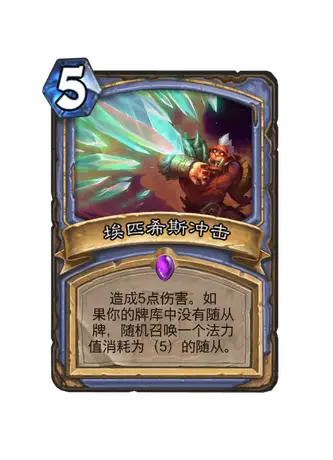 5
埃匹希斯冲击
造成5点伤害。如
果你的牌库中没有随从
牌，随机召唤一个法力
值消耗为（5）的随从。